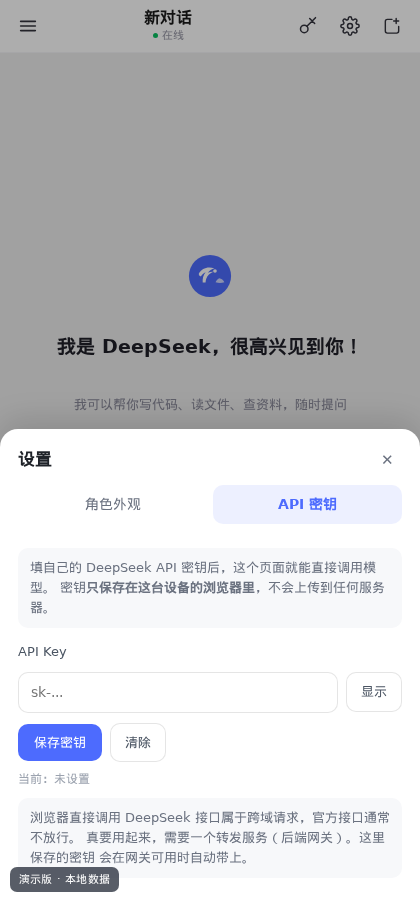 新对话
在线
我是 DeepSeek，很高兴见到你！
我可以帮你写代码、读文件、查资料，随时提问
设置
×
角色外观
API 密钥
填自己的 DeepSeek API 密钥后，这个页面就能直接调用模
型。 密钥只保存在这台设备的浏览器里，不会上传到任何服务
器。
API Key
sk-...
显示
保存密钥
清除
当前：未设置
浏览器直接调用 DeepSeek 接口属于跨域请求，官方接口通常
不放行。 真要用起来，需要一个转发服务（后端网关）。这里
保存的密钥 会在网关可用时自动带上。
演示版 · 本地数据